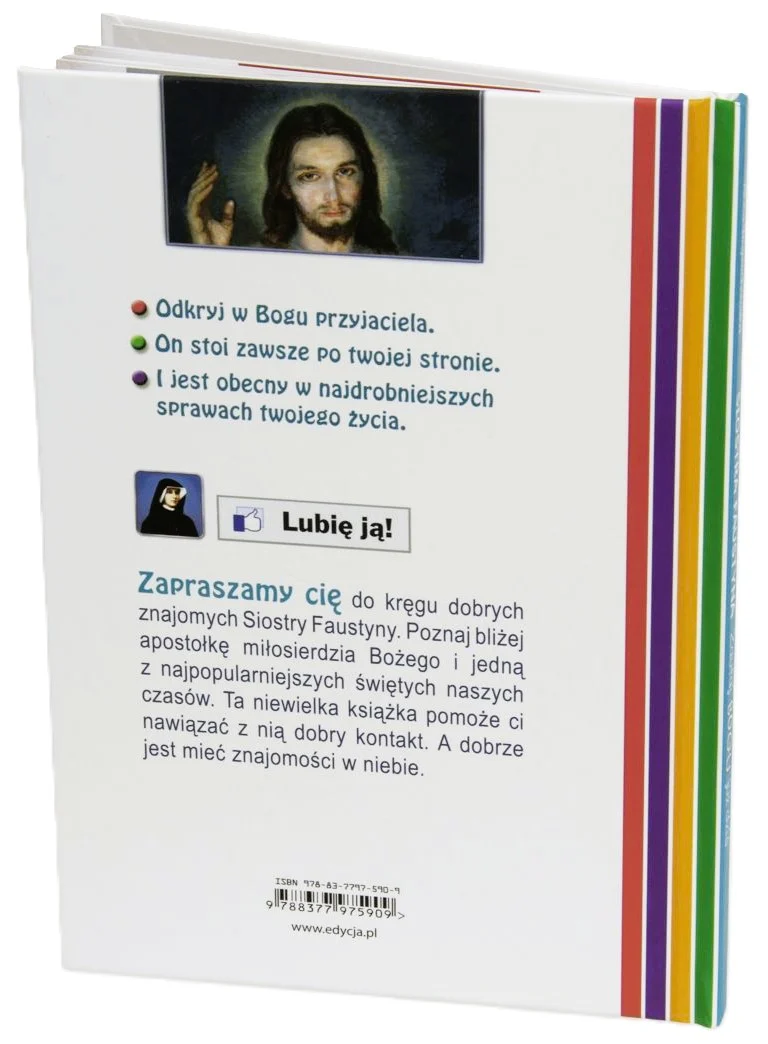 Odkryj w Bogu przyjaciela.
On stoi zawsze po twojej stronie.
I jest obecny w najdrobniejszych
sprawach twojego życia.
Lubię ją!
Zapraszamy cię do kręgu dobrych
znajomych Siostry Faustyny. Poznaj bliżej
apostołkę miłosierdzia Bożego i jedną
z najpopularniejszych świętych naszych
czasów. Ta niewielka książka pomoże ci
nawiązać z nią dobry kontakt. A dobrze
jest mieć znajomości w niebie.
ISBN 978-83-7797-590-9
9 788377 975909 >
www.edycja.pl